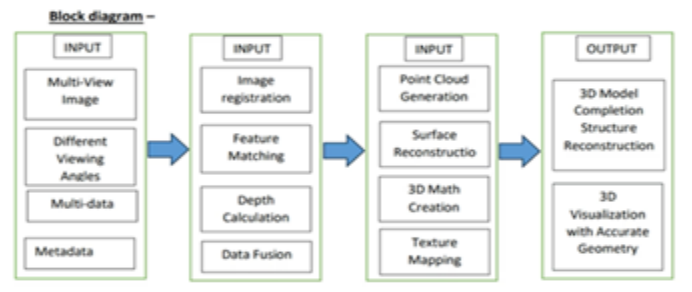 Block diagram –
INPUT
Multi-View
Image
Different
Viewing
Angles
Multi-data
Metadata
INPUT
Image
registration
Feature
Matching
Depth
Calculation
Data Fusion
INPUT
Point Cloud
Generation
Surface
Reconstructio
3D Math
Creation
Texture
Mapping
OUTPUT
3D Model
Completion
Structure
Reconstruction
3D
Visualization
with Accurate
Geometry